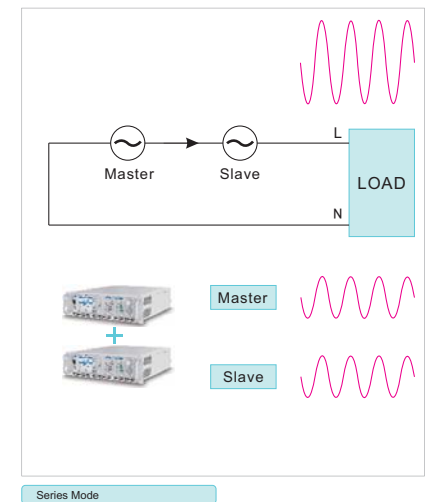 L
Master
Slave
LOAD
N
Master
Slave
Series Mode